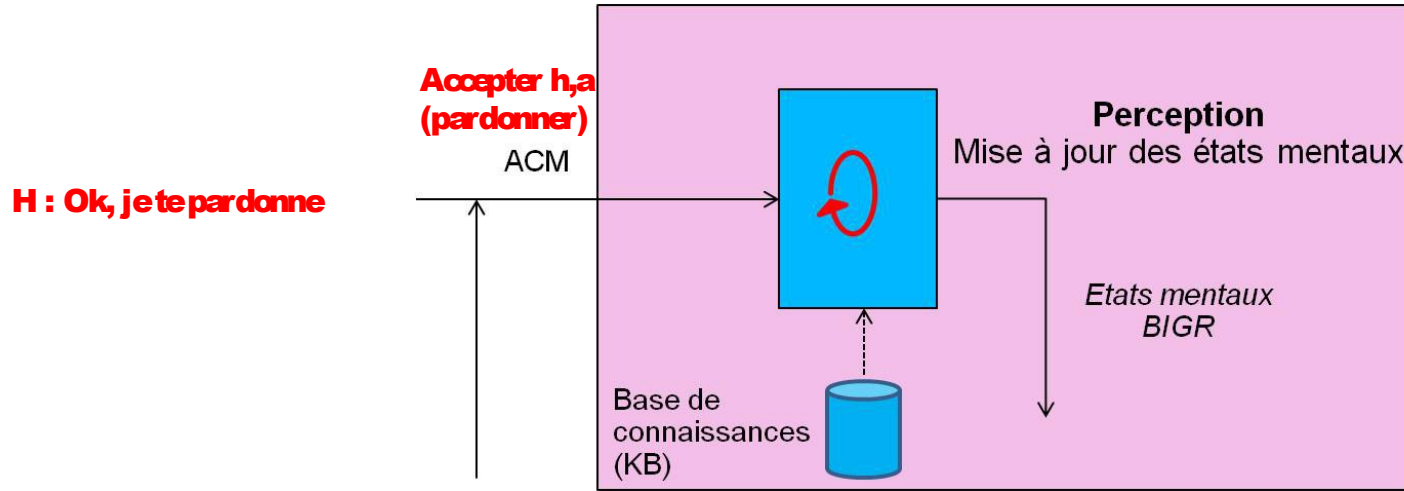 Accepter h,a
(pardonner)
ACM
H : Ok, je te pardonne
Perception
Mise à jour des états mentaux
Etats mentaux
BIGR
Base de
connaissances
(KB)